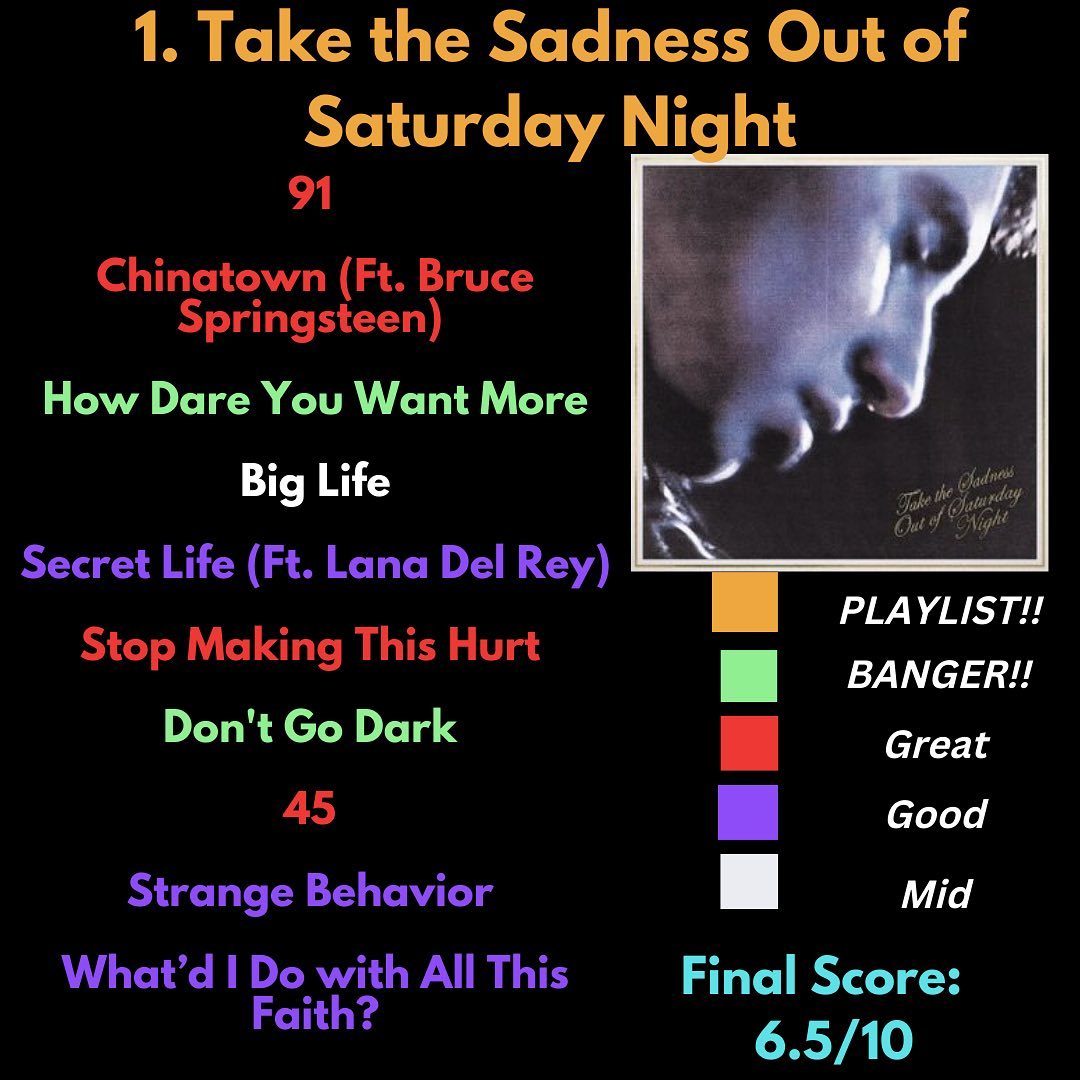 1. Take the Sadness Out of
Saturday Night
91
Chinatown (Ft. Bruce
Springsteen)
How Dare You Want More
Big Life
Secret Life (Ft. Lana Del Rey)
Stop Making This Hurt
Don't Go Dark
45
Strange Behavior
What’d I Do with All This
Faith?
Take the Sadness
Out of Saturday
Night
PLAYLIST!!
BANGER!!
Great
Good
Mid
Final Score:
6.5/10